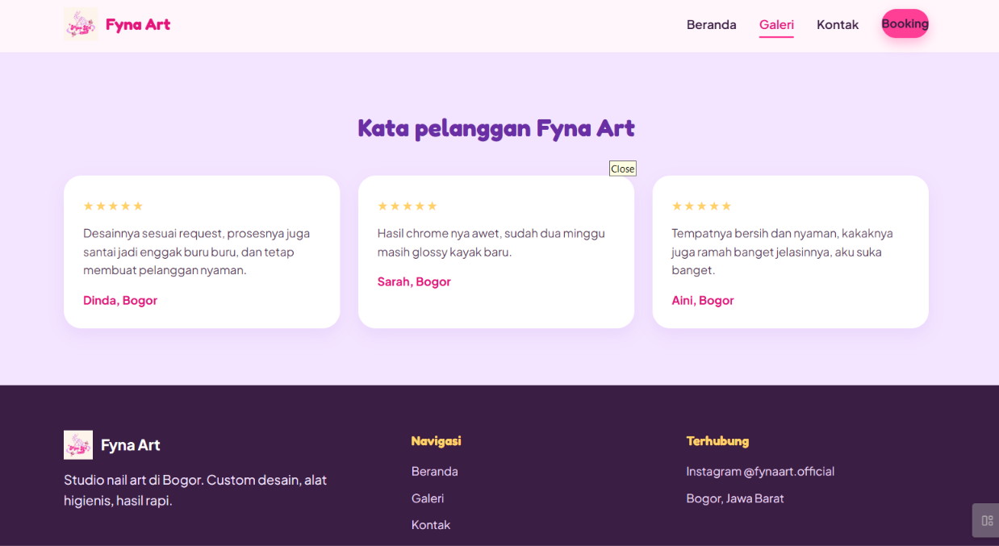 Fyna Art
Beranda
Galeri
Kontak
Booking
Kata pelanggan Fyna Art
Close
★★★★★
Desainnya sesuai request, prosesnya juga
santai jadi enggak buru buru, dan tetap
membuat pelanggan nyaman.
Dinda, Bogor
★★★★★
Hasil chrome nya awet, sudah dua minggu
masih glossy kayak baru.
Sarah, Bogor
★★★★★
Tempatnya bersih dan nyaman, kakaknya
juga ramah banget jelasinnya, aku suka
banget.
Aini, Bogor
Fyna Art
Studio nail art di Bogor. Custom desain, alat
higienis, hasil rapi.
Navigasi
Beranda
Galeri
Kontak
Terhubung
Instagram @fynaart.official
Bogor, Jawa Barat